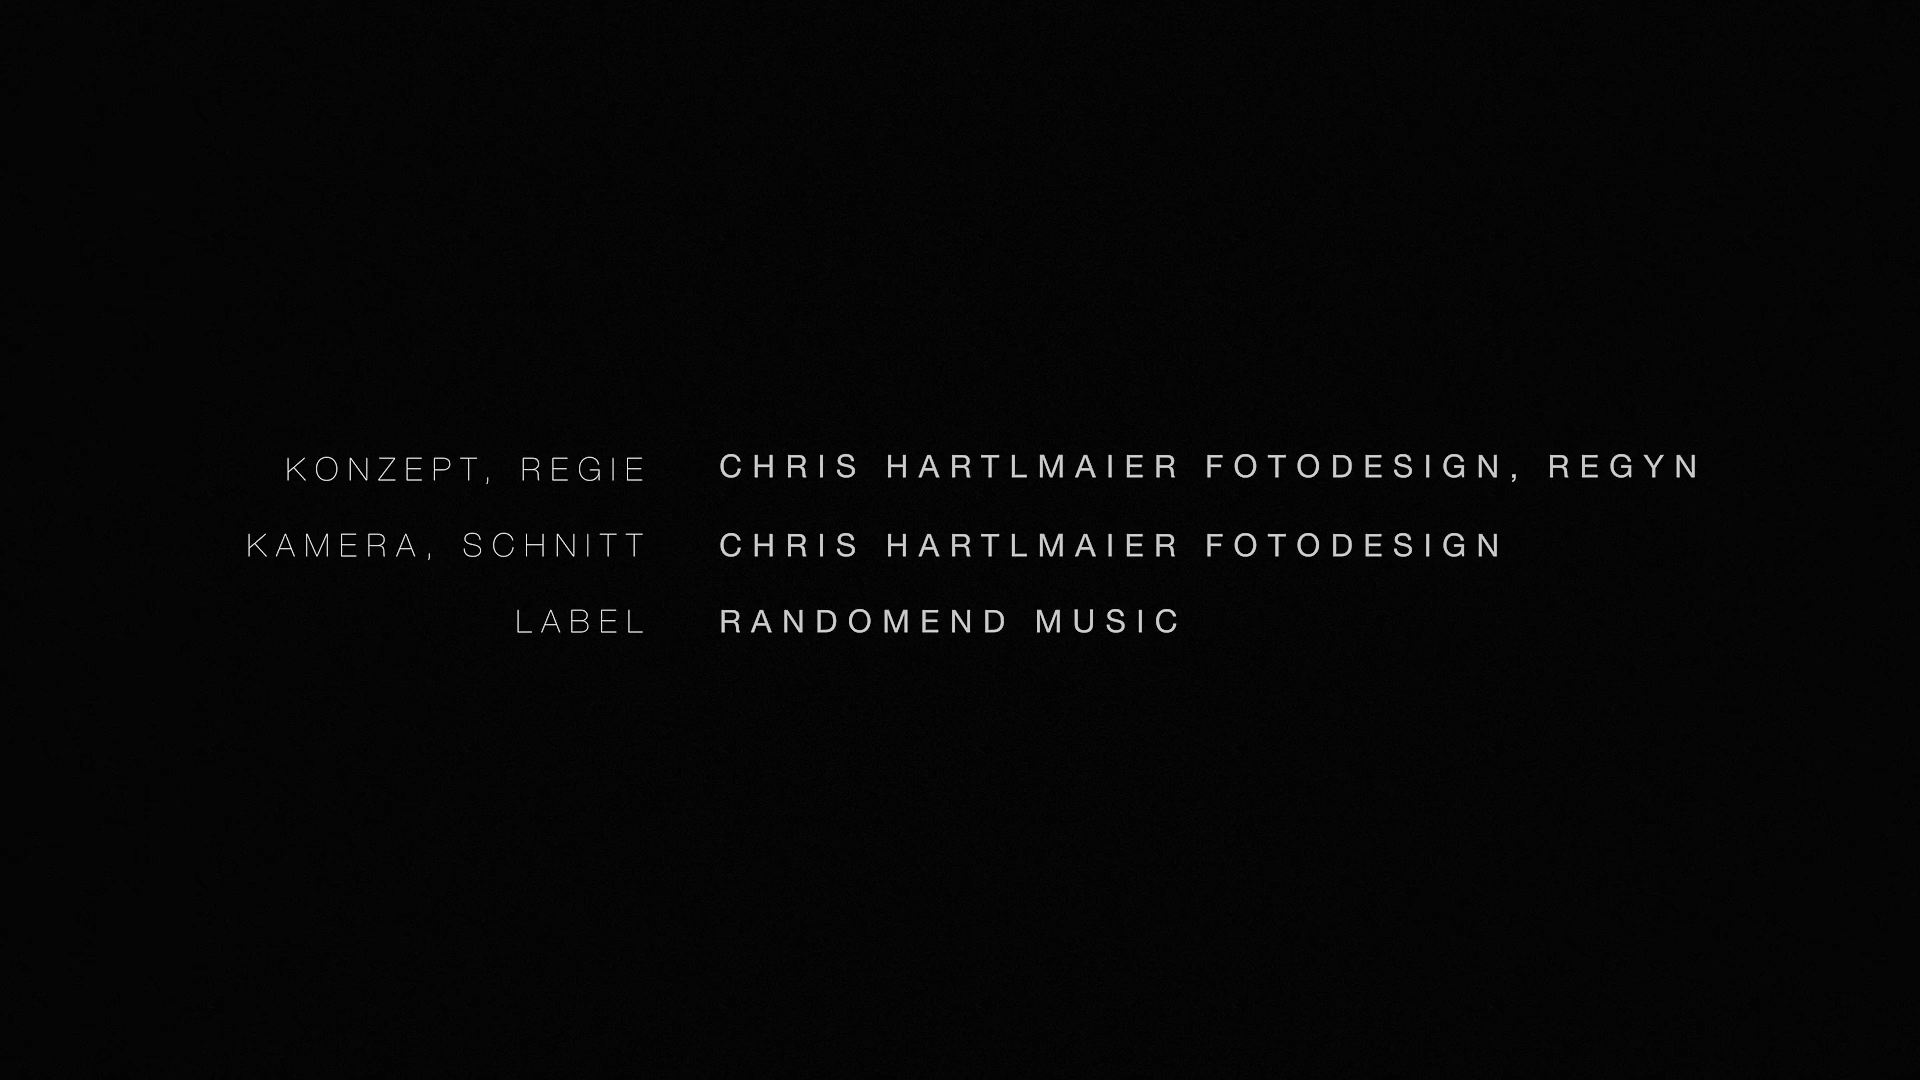 KONZEPT, REGIE CHRIS HARTLMAIER FOTODESIGN, REGYN
KAMERA, SCHNITT CHRIS HARTLMAIER FOTODESIGN
LABEL RANDOMEND MUSIC